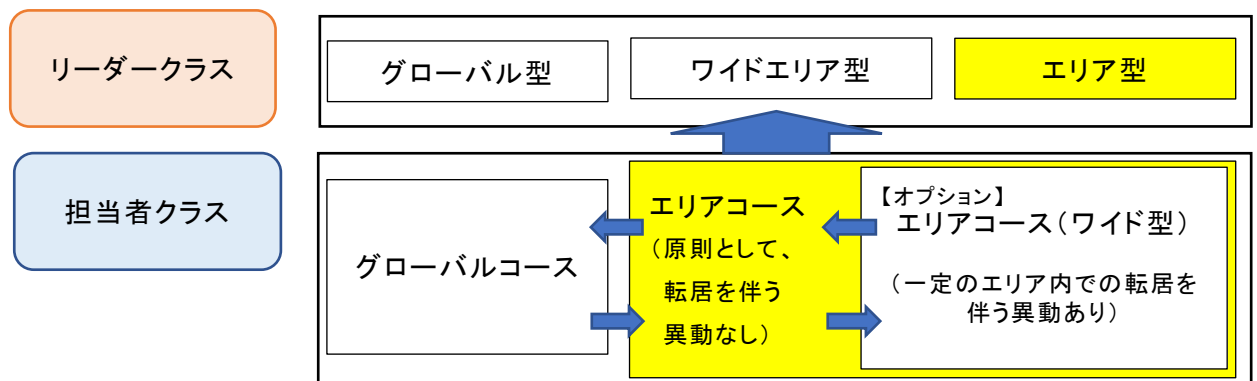 リーダークラス
グローバル型
ワイドエリア型
エリア型
担当者クラス
グローバルコース
エリアコース
（原則として、
転居を伴う
異動なし）
【オプション】
エリアコース（ワイド型）
（一定のエリア内での転居を
伴う異動あり）